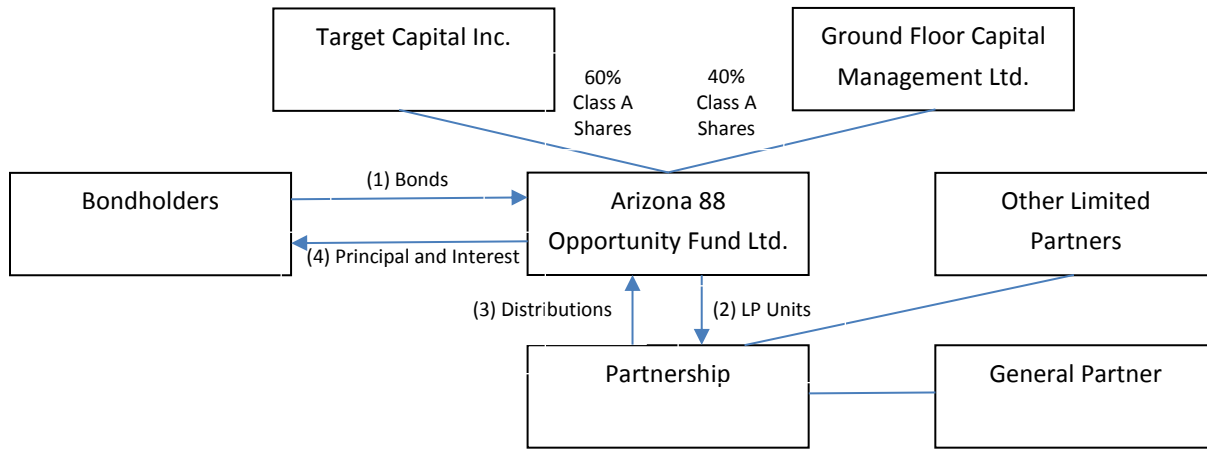 Target Capital Inc.
Ground Floor Capital
Management Ltd.
60%
Class A
Shares
40%
Class A
Shares
Bondholders
(1) Bonds
(4) Principal and Interest
Arizona 88
Opportunity Fund Ltd.
Other Limited
Partners
(3) Distributions
(2) LP Units
Partnership
General Partner